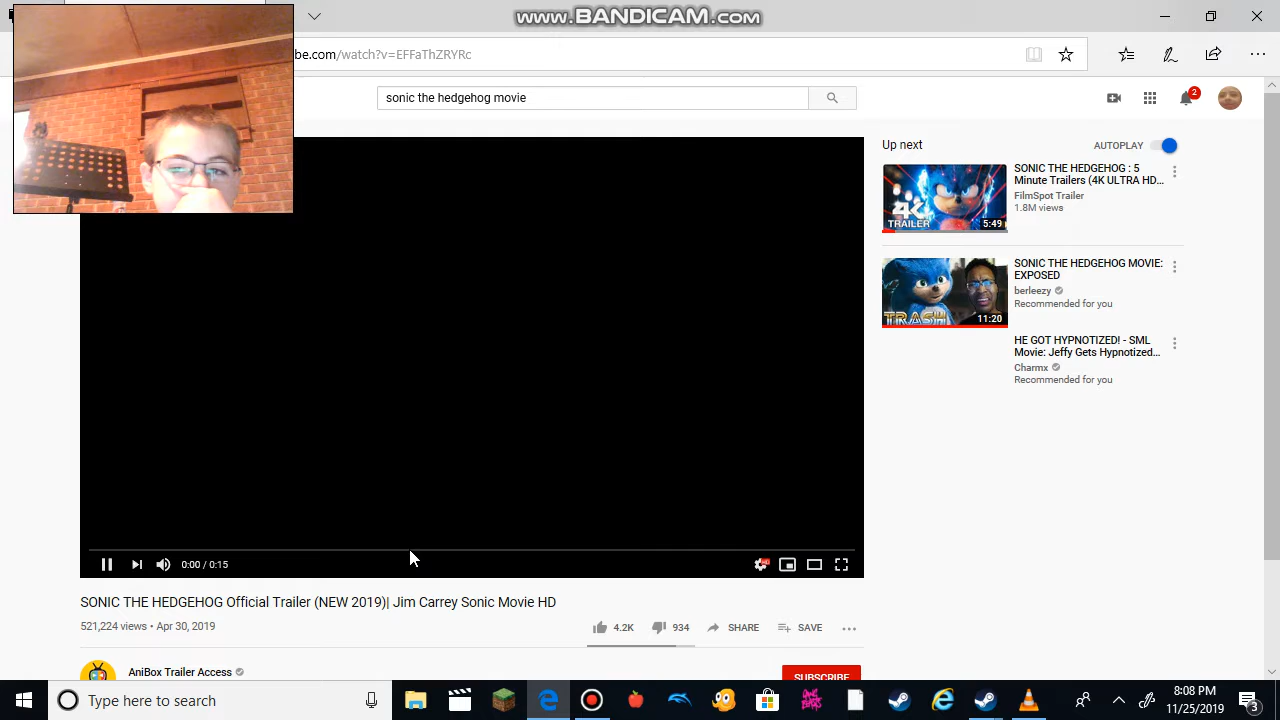 www.BANDICAM.com
be.com/watch?v=EFFaThZRYRc
sonic the hedgehog movie
2
Up next
AUTOPLAY
4K
TRAILER
5:49
SONIC THE HEDGEHOG : 5
Minute Trailers (4K ULTRA HD...
FilmSpot Trailer
1.8M views
TRASH
11:20
SONIC THE HEDGEHOG MOVIE:
EXPOSED
berleezy
Recommended for you
HE GOT HYPNOTIZED! - SML
Movie: Jeffy Gets Hypnotized...
Charmx
Recommended for you
0:00 / 0:15
HD
SONIC THE HEDGEHOG Official Trailer (NEW 2019)| Jim Carrey Sonic Movie HD
521,224 views • Apr 30, 2019
4.2K
934
SHARE
SAVE
AniBox Trailer Access
SUBSCRIBE
Type here to search
8:08 PM
11/25/2019
3